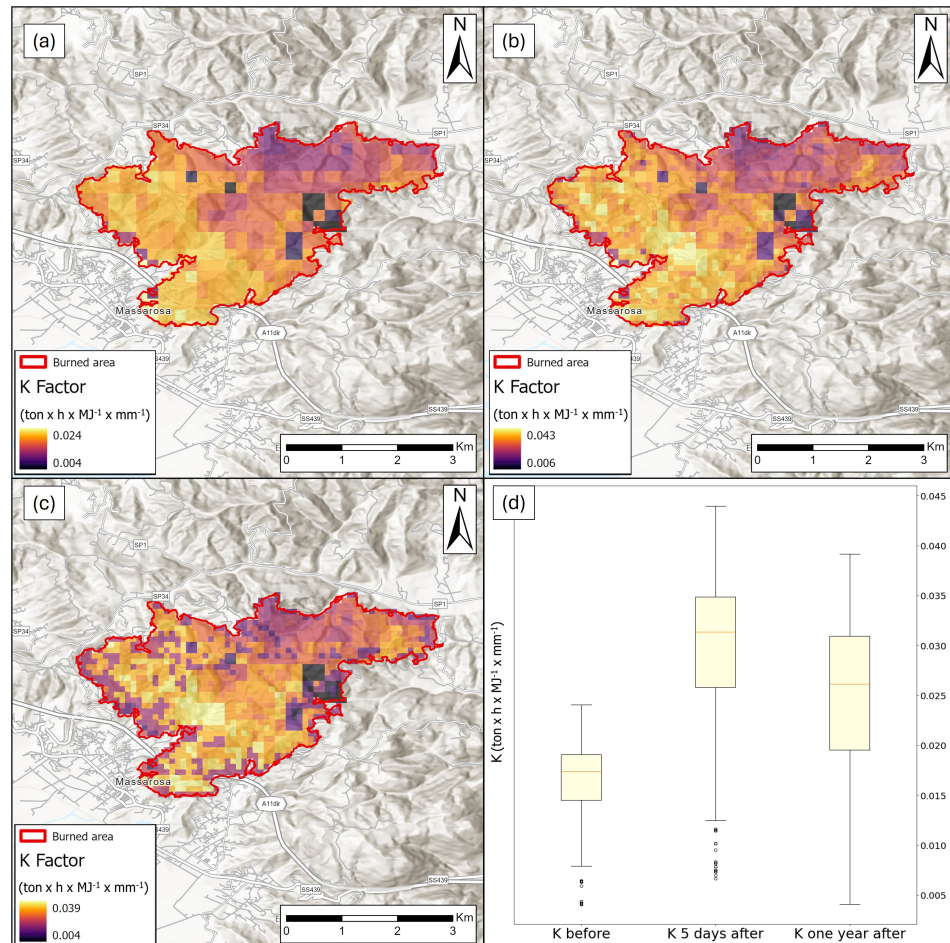 (a)
N
SP1
SP34
SP1
SP34
Massarosa
A11dir
SS439
SS439
Burned area
K Factor
(ton x h x MJ-1 x mm-1)
0.024
0.004
Km
0 1 2 3
(b)
N
SP1
SP34
SP1
SP34
Massarosa
A11dir
SS439
SS439
Burned area
K Factor
(ton x h x MJ-1 x mm-1)
0.043
0.006
Km
0 1 2 3
(c)
N
SP1
SP34
SP1
SP34
Massarosa
A11dir
SS439
SS439
Burned area
K Factor
(ton x h x MJ-1 x mm-1)
0.039
0.004
Km
0 1 2 3
(d)
K (ton x h x MJ-1 x mm-1)
0.045
0.040
0.035
0.030
0.025
0.020
0.015
0.010
0.005
K before K 5 days after K one year after